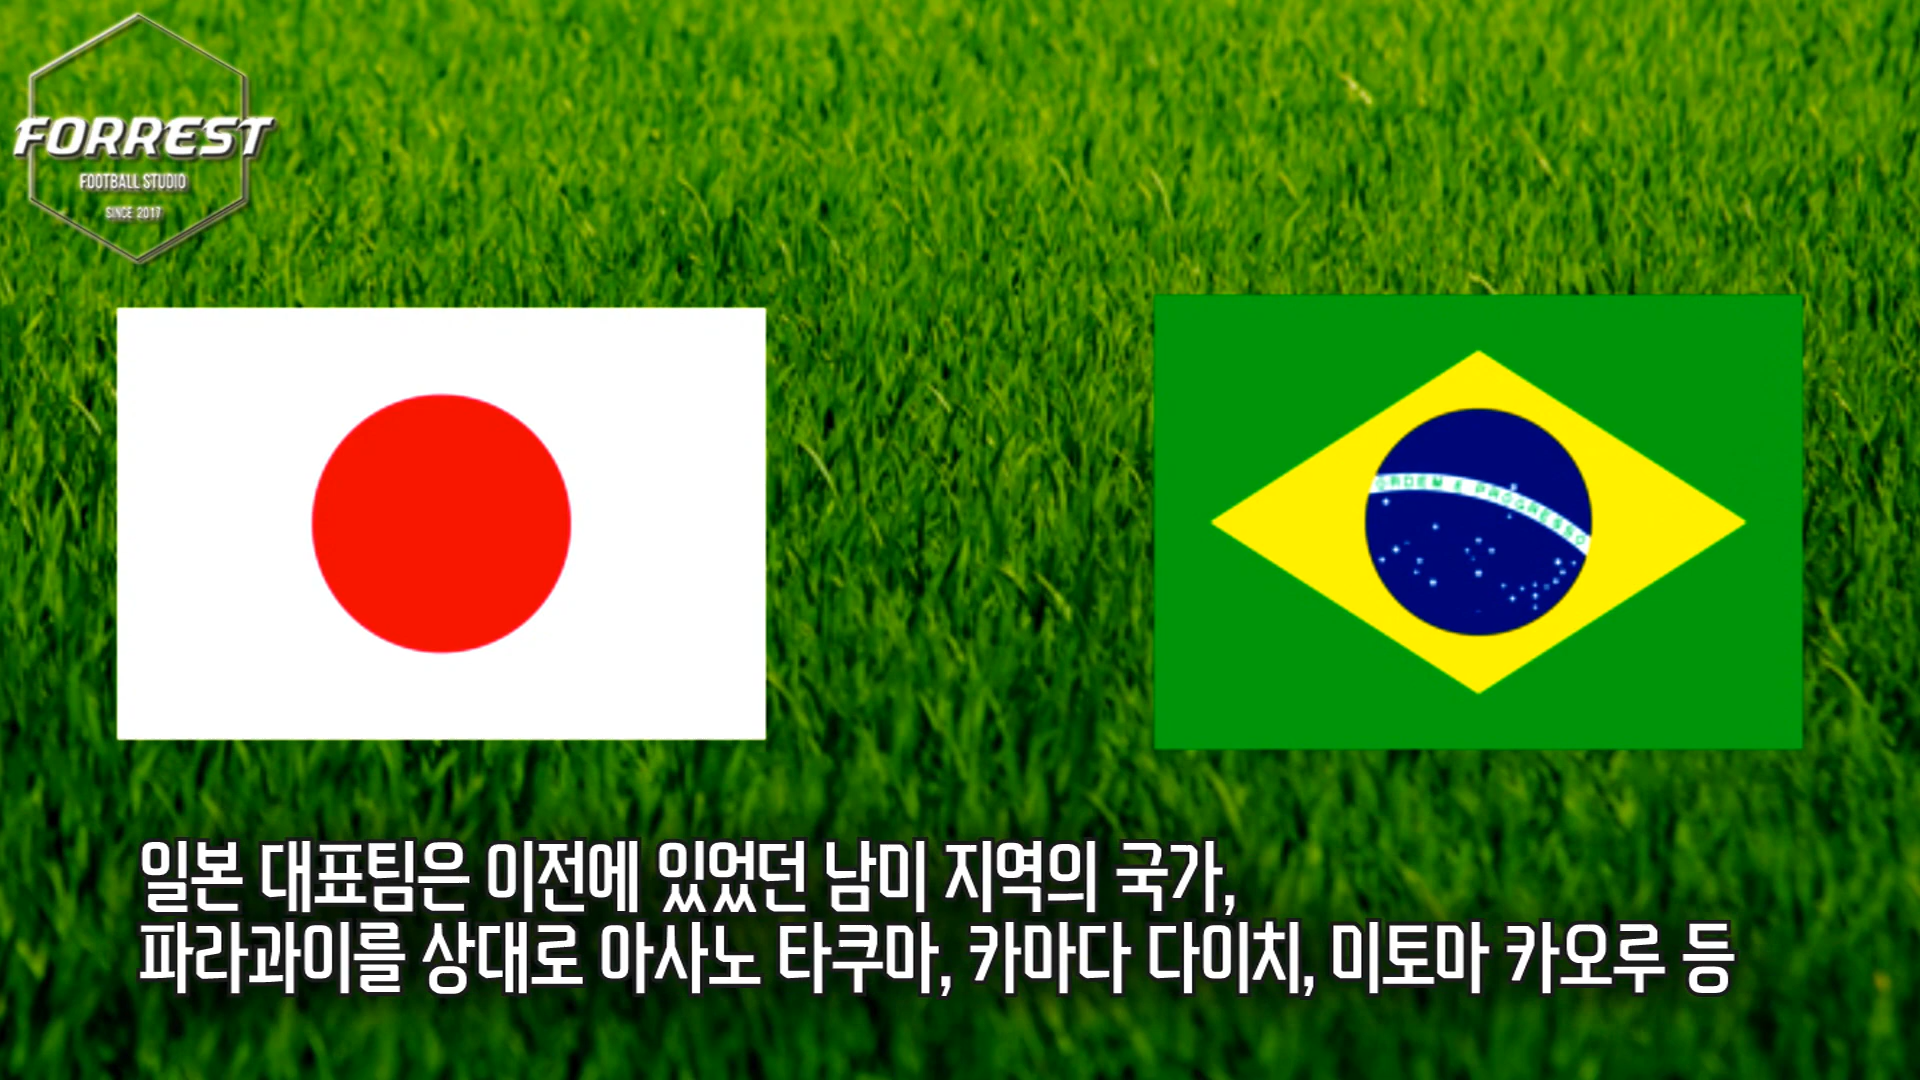 FORREST
FOOTBALL STUDIO
SINCE 2017
ORDEM E PROGRESSO
일본 대표팀은 이전에 있었던 남미 지역의 국가,
파라과이를 상대로 아사노 타쿠마, 카마다 다이치, 미토마 카오루 등